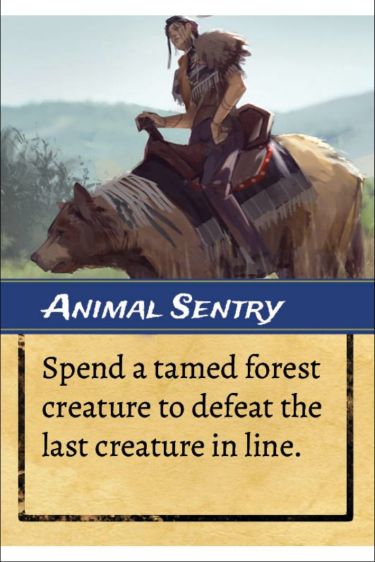 Animal Sentry
Spend a tamed forest
creature to defeat the
last creature in line.